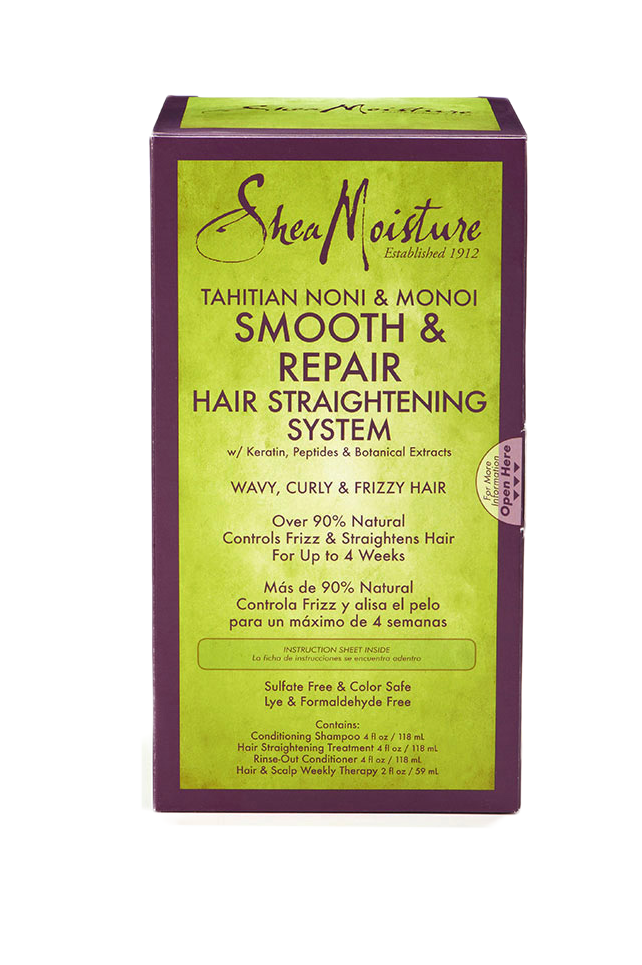 Shea Moisture
Shea Moisture
Established 1912
TAHITIAN NONI & MONOI
SMOOTH &
REPAIR
HAIR STRAIGHTENING
SYSTEM
w/ Keratin, Peptides & Botanical Extracts
WAVY, CURLY & FRIZZY HAIR
For More
Information
Open Here
Over 90% Natural
Controls Frizz & Straightens Hair
For Up to 4 Weeks
Más de 90% Natural
Controla Frizz y alisa el pelo
para un máximo de 4 semanas
INSTRUCTION SHEET INSIDE
La ficha de instrucciones se encuentra adentra
Sulfate Free & Color Safe
Lye & Formaldehyde Free
Contains:
Conditioning Shampoo 4 fl oz / 118 mL
Hair Straightening Treatment 4 fl oz / 118 mL
Rinse-Out Conditioner 4 fl oz / 118 mL
Hair & Scalp Weekly Therapy 2 fl oz / 59 mL